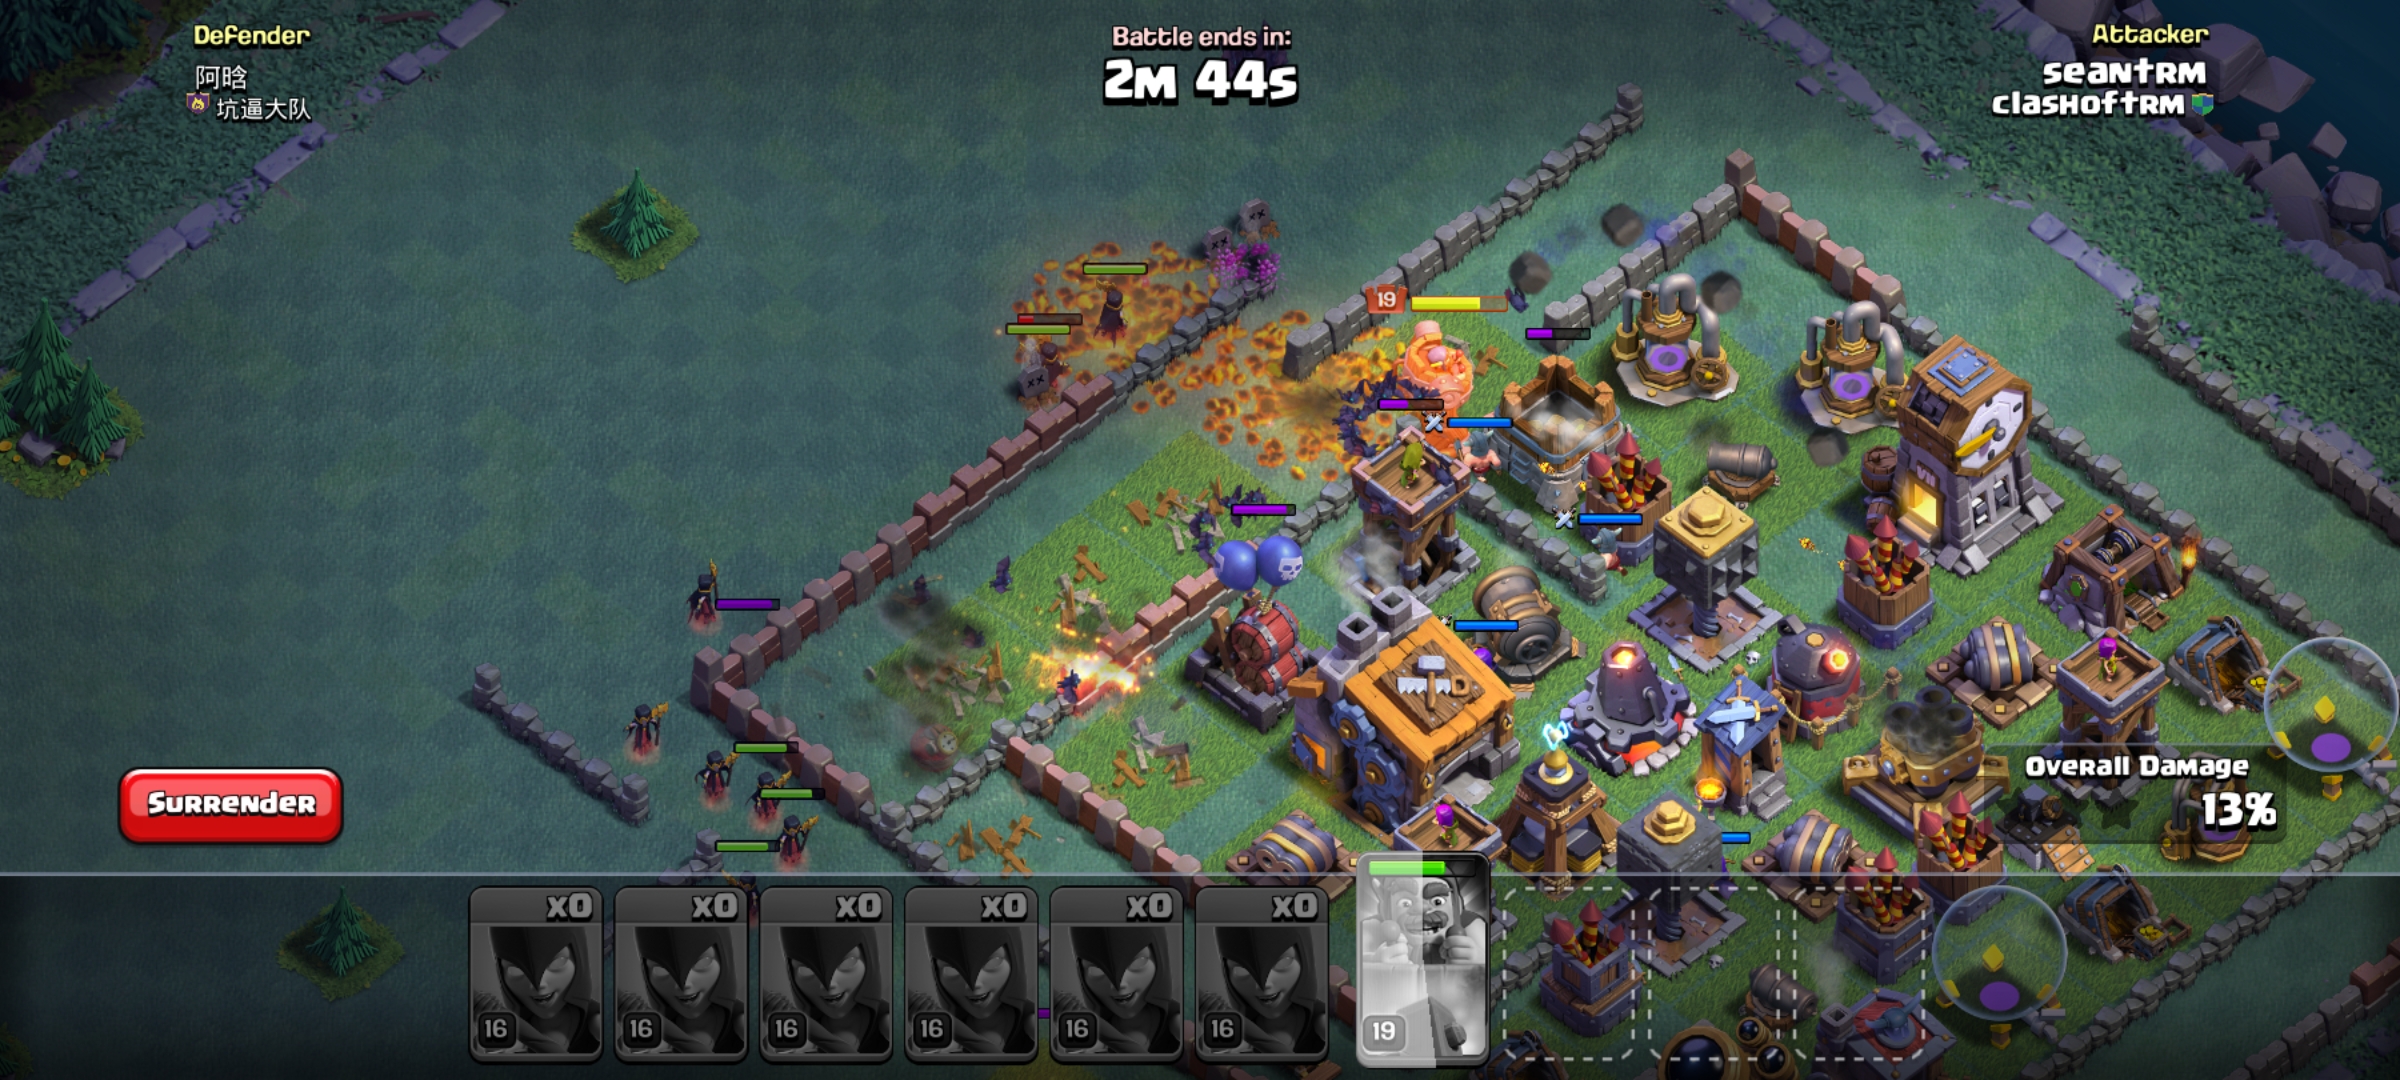 Defender
阿晗
坑逼大队
Battle ends in:
2M 44s
Attacker
seantRM
clashoftRM
19
Surrender
Overall Damage
13%
x0
x0
x0
x0
x0
x0
16
16
16
16
16
16
19